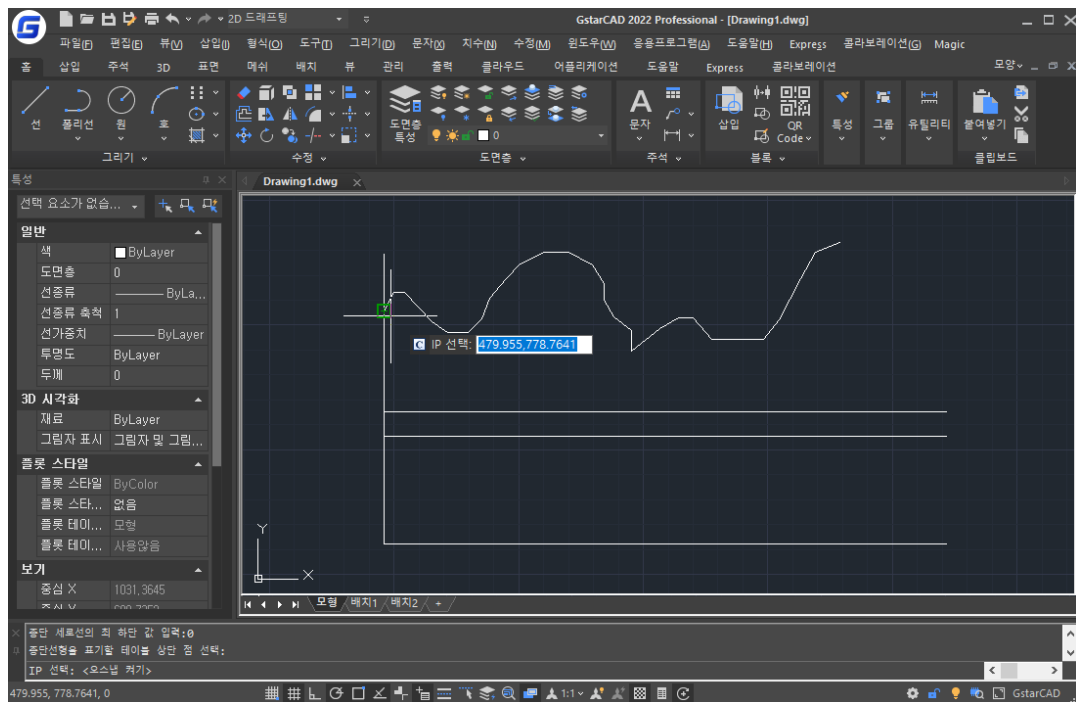 2D 드래프팅
GstarCAD 2022 Professional - [Drawing1.dwg]
파일(F) 편집(E) 뷰(V) 삽입(I) 형식(O) 도구(T) 그리기(D) 문자(X) 치수(N) 수정(M) 윈도우(W) 응용프로그램(A) 도움말(H) Express 콜라보레이션(G) Magic
홈 삽입 주석 3D 표면 메쉬 배치 뷰 관리 출력 클라우드 어플리케이션 도움말 Express 콜라보레이션 모양
선 폴리선 원 호
그리기
수정
도면층 특성
0
도면층
문자
주석
삽입
QR Code
블록
특성 그룹 유틸리티
붙여넣기
클립보드
특성
Drawing1.dwg
선택 요소가 없습...
일반
색 ByLayer
도면층 0
선종류 ByLa...
선종류 축척 1
선가중치 ByLayer
투명도 ByLayer
두께 0
3D 시각화
재료 ByLayer
그림자 표시 그림자 및 그림...
플롯 스타일
플롯 스타일 ByColor
플롯 스타... 없음
플롯 테이... 모형
플롯 테이... 사용않음
보기
중심 X 1031,3645
IP 선택: 479.955,778.7641
Y
X
모형 배치1 배치2 +
종단 세로선의 최 하단 값 입력:0
종단선형을 표기할 테이블 상단 점 선택:
IP 선택: <오스냅 켜기>
479.955, 778.7641, 0
1:1
GstarCAD